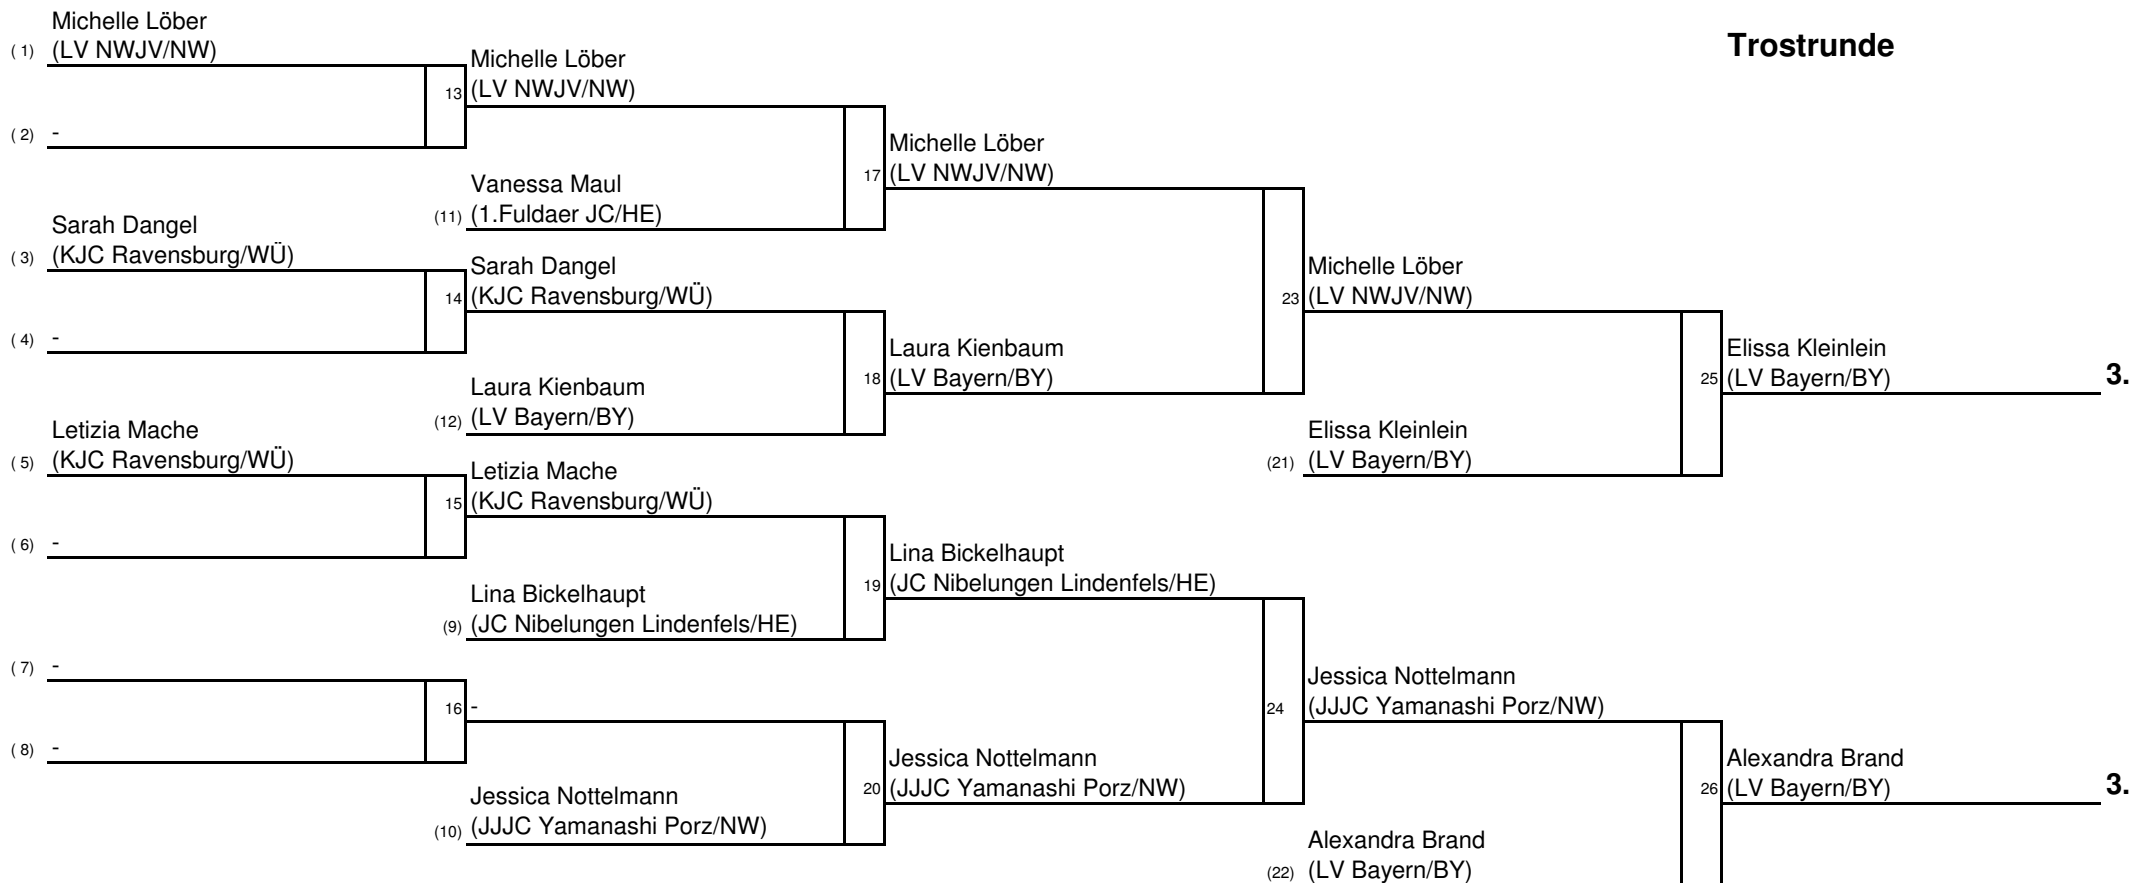 Trostrunde
Michelle Löber
( 1) (LV NWJV/NW)
13
( 2) -
Michelle Löber
(LV NWJV/NW)
Vanessa Maul
(11) (1.Fuldaer JC/HE)
17
Michelle Löber
(LV NWJV/NW)
Sarah Dangel
( 3) (KJC Ravensburg/WÜ)
14
( 4) -
Sarah Dangel
(KJC Ravensburg/WÜ)
Laura Kienbaum
(12) (LV Bayern/BY)
18
Laura Kienbaum
(LV Bayern/BY)
23
Michelle Löber
(LV NWJV/NW)
Elissa Kleinlein
(21) (LV Bayern/BY)
25
Elissa Kleinlein
(LV Bayern/BY)
3.
Letizia Mache
( 5) (KJC Ravensburg/WÜ)
15
( 6) -
Letizia Mache
(KJC Ravensburg/WÜ)
Lina Bickelhaupt
(9) (JC Nibelungen Lindenfels/HE)
19
Lina Bickelhaupt
(JC Nibelungen Lindenfels/HE)
( 7) -
16
( 8) -
-
Jessica Nottelmann
(10) (JJJC Yamanashi Porz/NW)
20
Jessica Nottelmann
(JJJC Yamanashi Porz/NW)
24
Jessica Nottelmann
(JJJC Yamanashi Porz/NW)
Alexandra Brand
(22) (LV Bayern/BY)
26
Alexandra Brand
(LV Bayern/BY)
3.